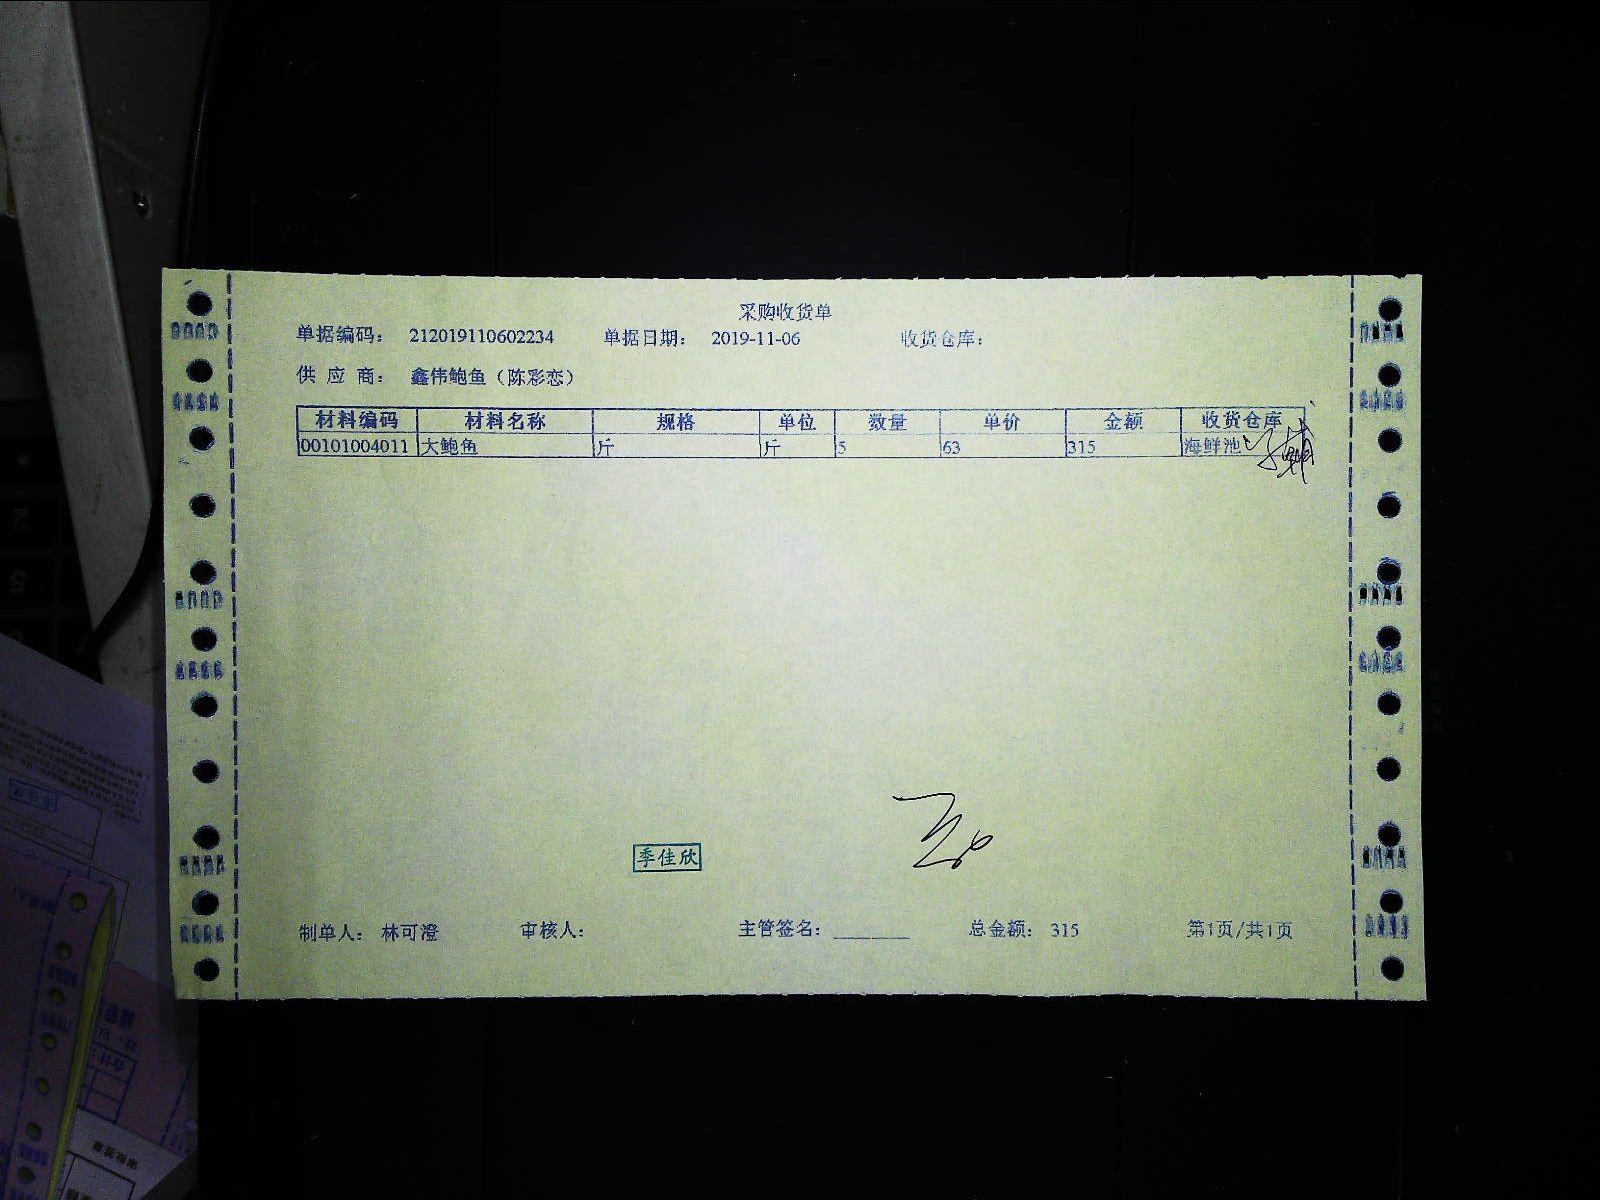 采购收货单
单据编码： 212019110602234 单据日期： 2019-11-06 收货仓库：
供 应 商： 鑫伟鲍鱼（陈彩恋）
材料编码 材料名称 规格 单位 数量 单价 金额 收货仓库
00101004011 大鲍鱼 斤 斤 5 63 315 海鲜池
季佳欣
制单人： 林可澄 审核人： 主管签名： 总金额： 315 第1页/共1页